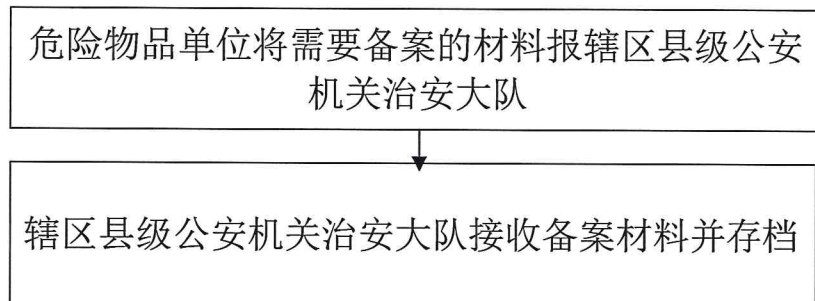 危险物品单位将需要备案的材料报辖区县级公安
机关治安大队
辖区县级公安机关治安大队接收备案材料并存档